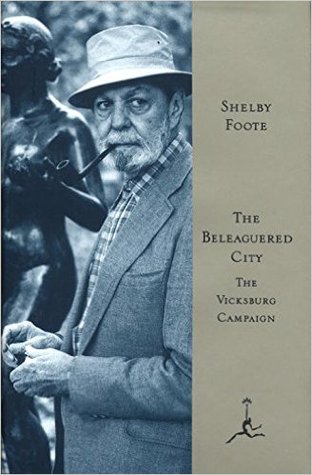 Shelby
Foote
The
Beleaguered
City
The
Vicksburg
Campaign